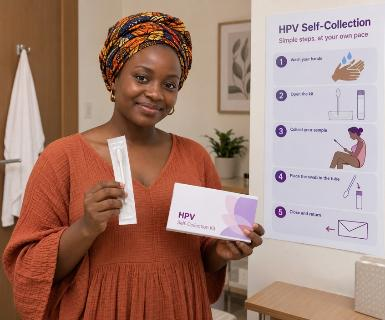 HPV Self-Collection
Simple steps, at your own pace
1 Wash your hands
2 Open the kit
3 Collect your sample
4 Place the swab in the tube
5 Close and return
HPV
Self-Collection Kit